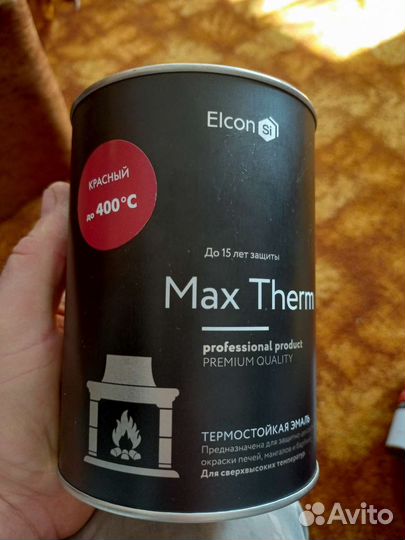 Elcon Si
КРАСНЫЙ
до 400°C
До 15 лет защиты
Max Therm
professional product
PREMIUM QUALITY
ТЕРМОСТОЙКАЯ ЭМАЛЬ
Предназначена для защитно-
окраски печей, мангалов и
Для сверхвысоких температур
Avito